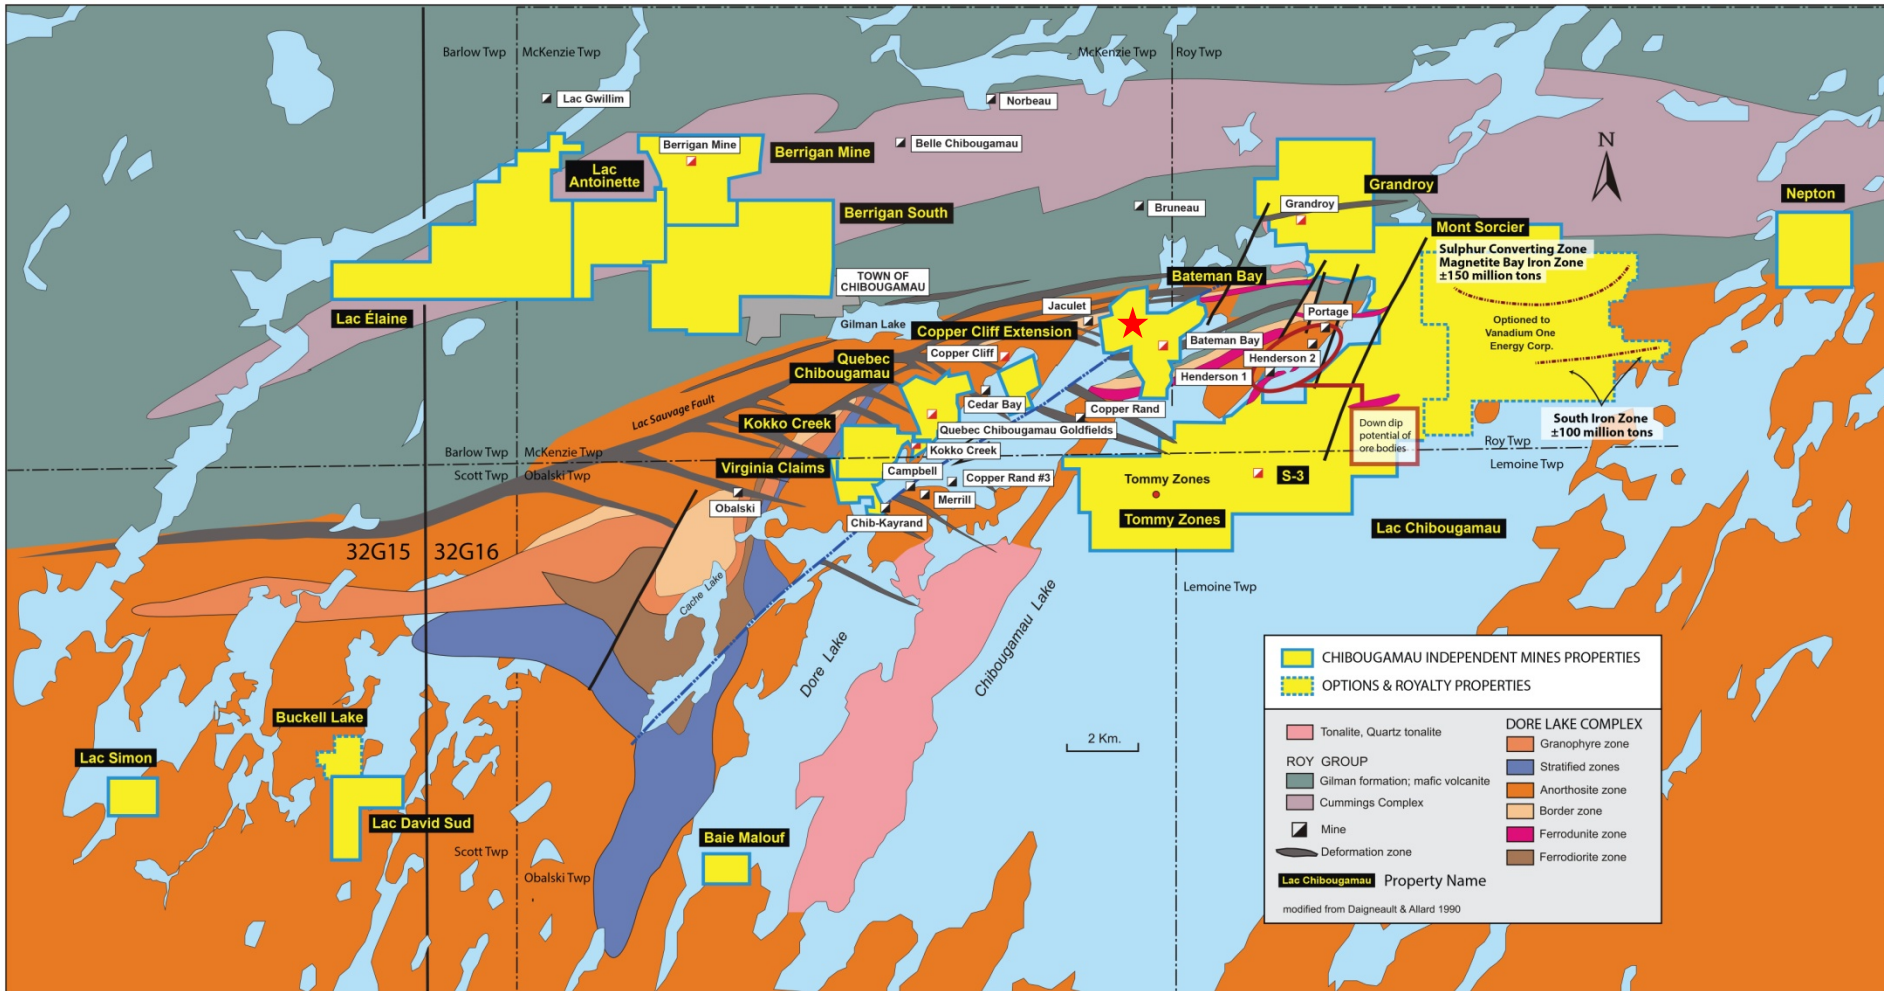 Barlow Twp
McKenzie Twp
McKenzie Twp
Roy Twp
Lac Gwillim
Norbeau
Berrigan Mine
Berrigan Mine
Belle Chibougamau
Lac
Antoinette
N
Grandroy
Nepton
Berrigan South
Bruneau
Grandroy
Mont Sorcier
Sulphur Converting Zone
Magnetite Bay Iron Zone
±150 million tons
TOWN OF
CHIBOUGAMAU
Bateman Bay
Jaculet
Portage
Lac Élaine
Gilman Lake
Copper Cliff Extension
Optioned to
Vanadium One
Energy Corp.
Bateman Bay
Copper Cliff
Henderson 2
Quebec
Chibougamau
Henderson 1
Lac Sauvage Fault
Cedar Bay
Copper Rand
South Iron Zone
±100 million tons
Kokko Creek
Quebec Chibougamau Goldfields
Down dip
potential of
ore bodies
Roy Twp
Barlow Twp
McKenzie Twp
Kokko Creek
Lemoine Twp
Scott Twp
Obalski Twp
Virginia Claims
Campbell
Copper Rand #3
Tommy Zones
S-3
Merrill
Obalski
Chib-Kayrand
Tommy Zones
Lac Chibougamau
32G15
32G16
Cache Lake
Lemoine Twp
Dore Lake
Chibougamau Lake
Buckell Lake
Lac Simon
Lac David Sud
Baie Malouf
Scott Twp
Obalski Twp
2 Km.
CHIBOUGAMAU INDEPENDENT MINES PROPERTIES
OPTIONS & ROYALTY PROPERTIES
Tonalite, Quartz tonalite
ROY GROUP
Gilman formation; mafic volcanite
Cummings Complex
Mine
Deformation zone
Lac Chibougamau
Property Name
DORE LAKE COMPLEX
Granophyre zone
Stratified zones
Anorthosite zone
Border zone
Ferrodunite zone
Ferrodiorite zone
modified from Daigneault & Allard 1990